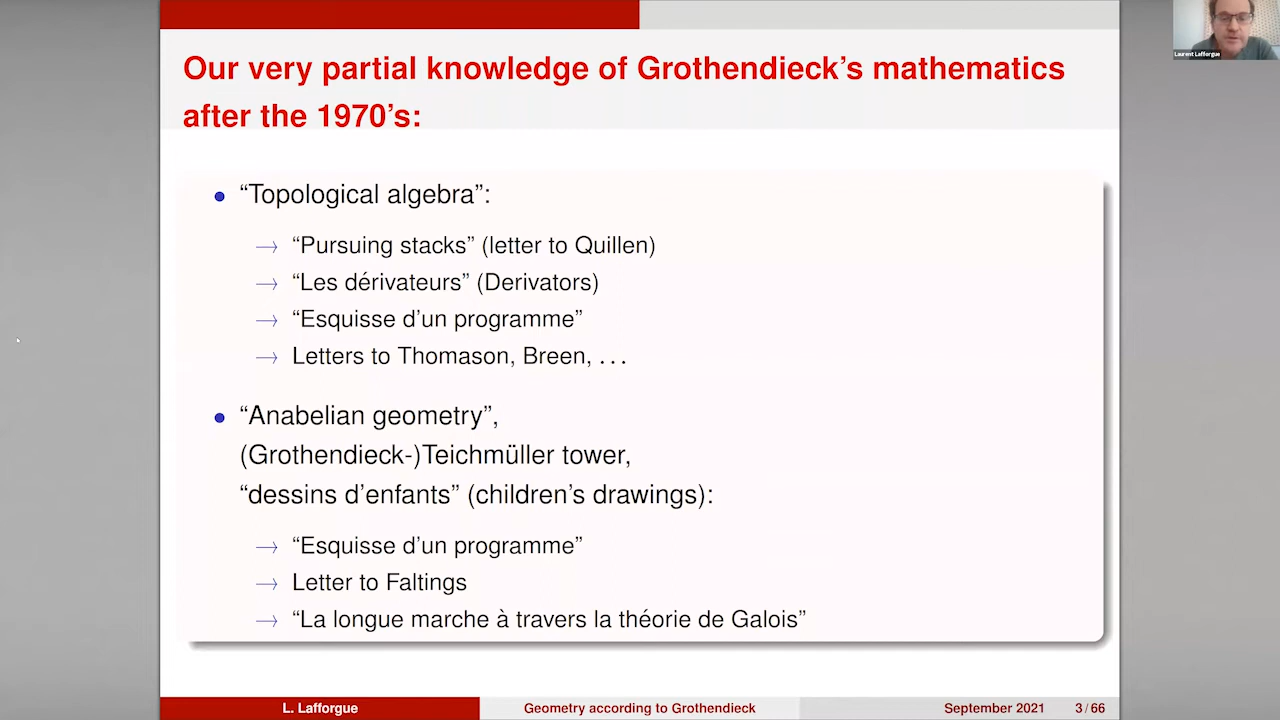 Laurent Lafforgue
Our very partial knowledge of Grothendieck's mathematics
after the 1970's:
• “Topological algebra”:
→ “Pursuing stacks” (letter to Quillen)
→ “Les dérivateurs” (Derivators)
→ “Esquisse d'un programme”
→ Letters to Thomason, Breen, . . .
• “Anabelian geometry”,
(Grothendieck-)Teichmüller tower,
“dessins d'enfants” (children's drawings):
→ “Esquisse d'un programme”
→ Letter to Faltings
→ “La longue marche à travers la théorie de Galois”
L. Lafforgue Geometry according to Grothendieck September 2021 3 / 66